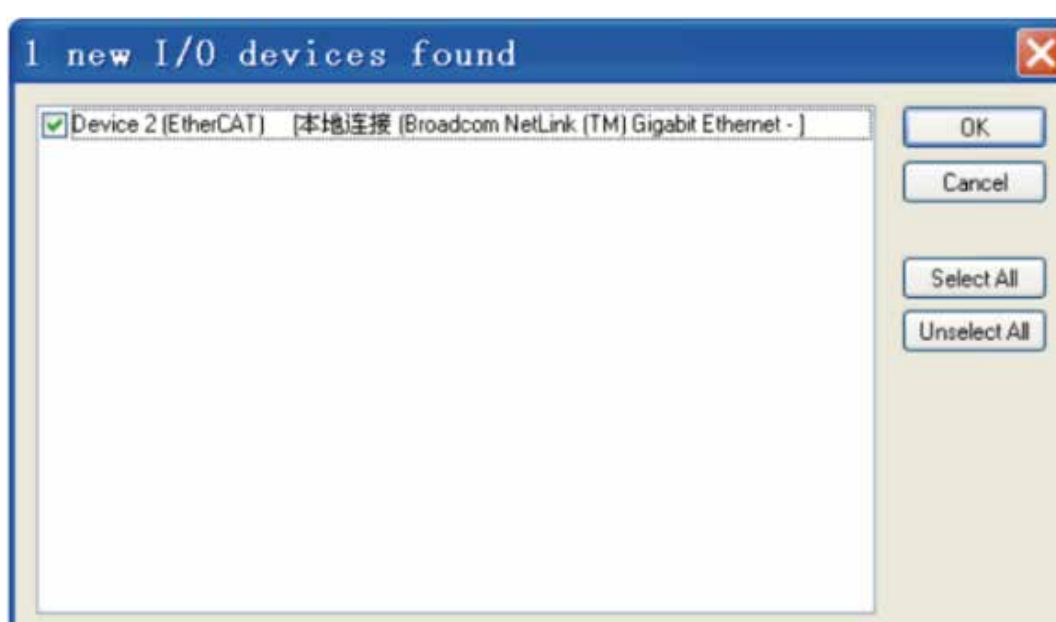 1 new I/O devices found
Device 2 (EtherCAT) [本地连接 (Broadcom NetLink (TM) Gigabit Ethernet - ]
OK
Cancel
Select All
Unselect All